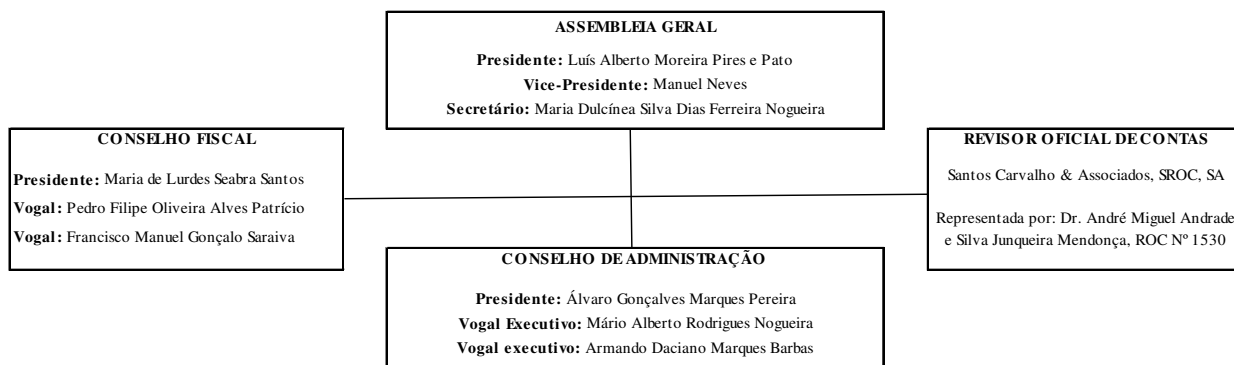 ASSEMBLEIA GERAL
Presidente: Luís Alberto Moreira Pires e Pato
Vice-Presidente: Manuel Neves
Secretário: Maria Dulcínea Silva Dias Ferreira Nogueira
CONSELHO FISCAL
Presidente: Maria de Lurdes Seabra Santos
Vogal: Pedro Filipe Oliveira Alves Patrício
Vogal: Francisco Manuel Gonçalo Saraiva
REVISOR OFICIAL DE CONTAS
Santos Carvalho & Associados, SROC, SA
Representada por: Dr. André Miguel Andrade
e Silva Junqueira Mendonça, ROC Nº 1530
CONSELHO DE ADMINISTRAÇÃO
Presidente: Álvaro Gonçalves Marques Pereira
Vogal Executivo: Mário Alberto Rodrigues Nogueira
Vogal executivo: Armando Daciano Marques Barbas